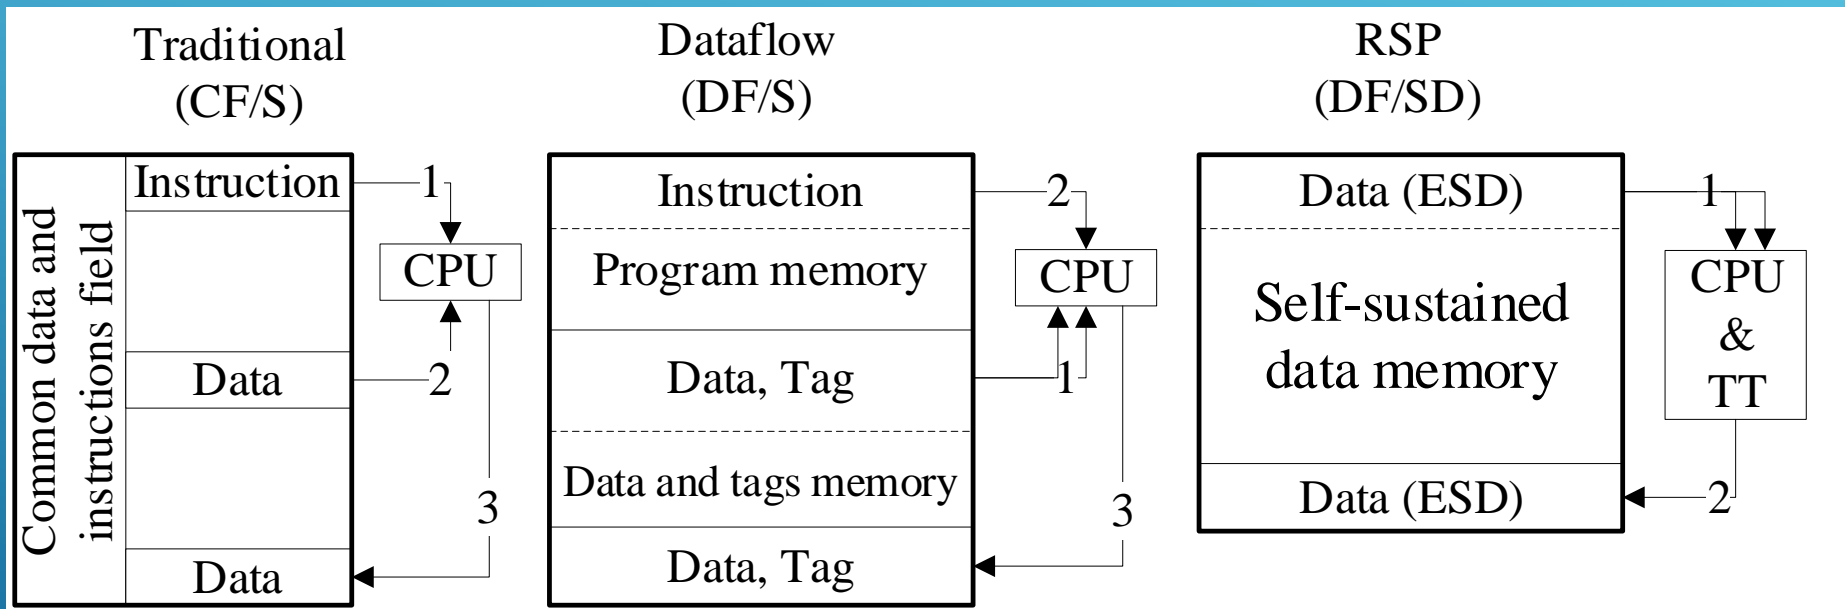 Traditional
(CF/S)
Common data and
instructions field
Instruction
Data
Data
1
CPU
2
3
Dataflow
(DF/S)
Instruction
Program memory
Data, Tag
Data and tags memory
Data, Tag
2
CPU
1
3
RSP
(DF/SD)
Data (ESD)
Self-sustained
data memory
Data (ESD)
1
CPU
&
TT
2